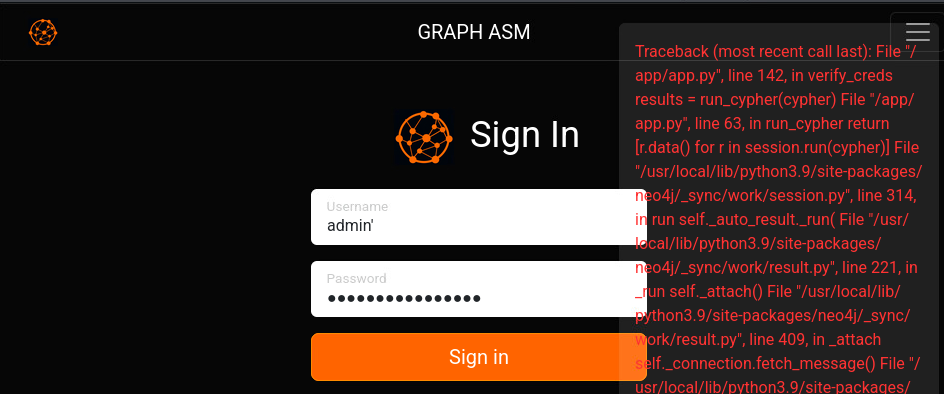 GRAPH ASM
Sign In
Username
admin'
Password
Sign in
Traceback (most recent call last): File "/
app/app.py", line 142, in verify_creds
results = run_cypher(cypher) File "/app/
app.py", line 63, in run_cypher return
[r.data() for r in session.run(cypher)] File
"/usr/local/lib/python3.9/site-packages/
neo4j/_sync/work/session.py", line 314,
in run self._auto_result._run( File "/usr/
local/lib/python3.9/site-packages/
neo4j/_sync/work/result.py", line 221, in
_run self._attach() File "/usr/local/lib/
python3.9/site-packages/neo4j/_sync/
work/result.py", line 409, in _attach
self._connection.fetch_message() File "/
usr/local/lib/python3.9/site-packages/